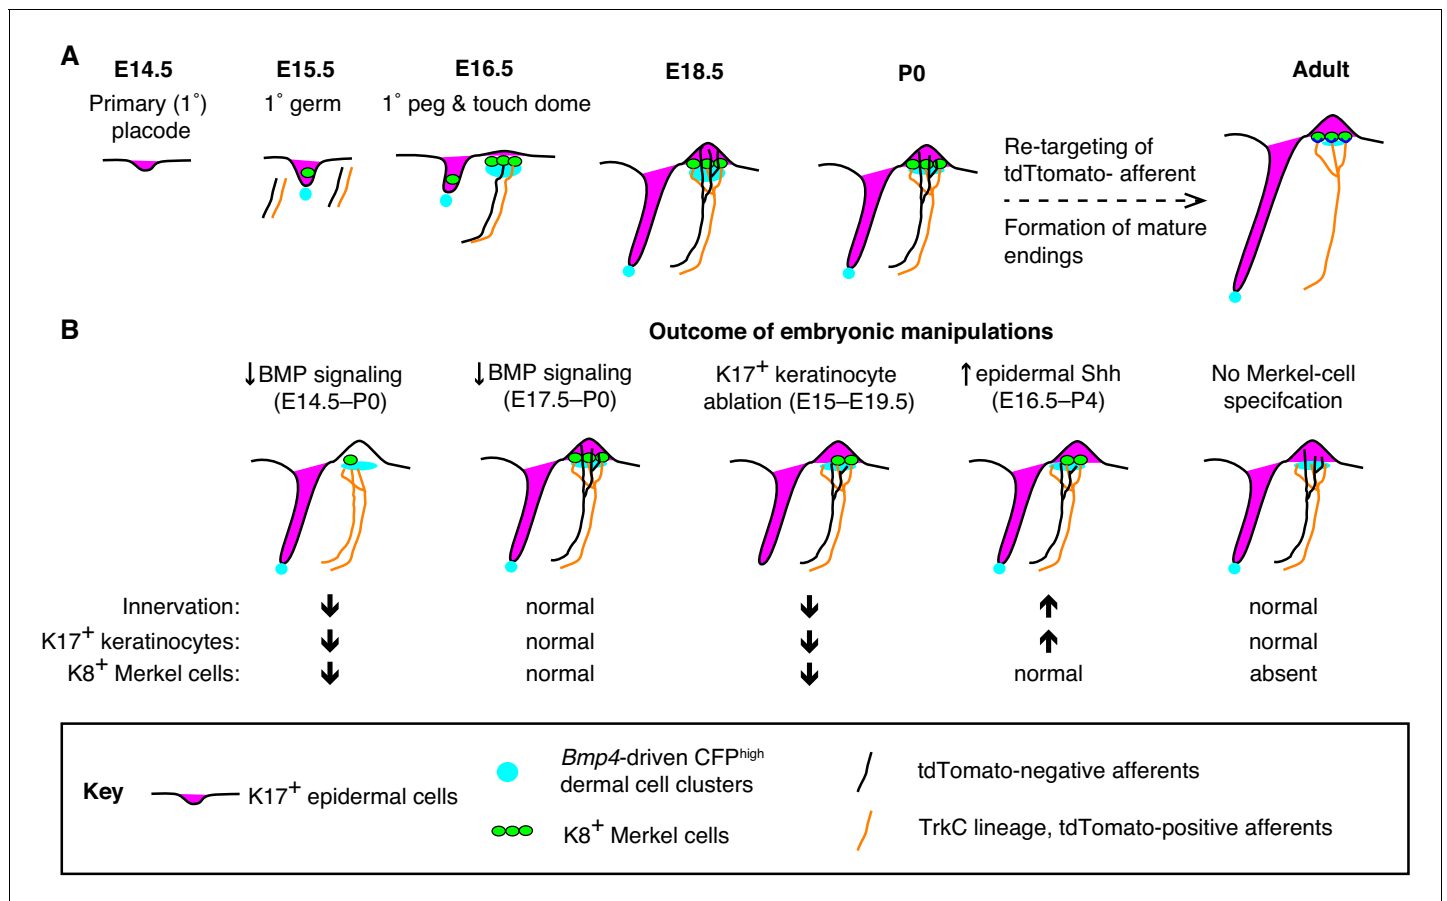 A
E14.5
Primary (1°)
placode
E15.5
1° germ
E16.5
1° peg & touch dome
E18.5
P0
Re-targeting of
tdTtomato- afferent
Formation of mature
endings
Adult
B
Outcome of embryonic manipulations
↓BMP signaling
(E14.5–P0)
↓BMP signaling
(E17.5–P0)
K17+ keratinocyte
ablation (E15–E19.5)
↑epidermal Shh
(E16.5–P4)
No Merkel-cell
specifcation
Innervation: ↓ normal ↓ ↑ normal
K17+ keratinocytes: ↓ normal ↓ ↑ normal
K8+ Merkel cells: ↓ normal ↓ normal absent
Key
K17+ epidermal cells
Bmp4-driven CFPhigh
dermal cell clusters
K8+ Merkel cells
tdTomato-negative afferents
TrkC lineage, tdTomato-positive afferents